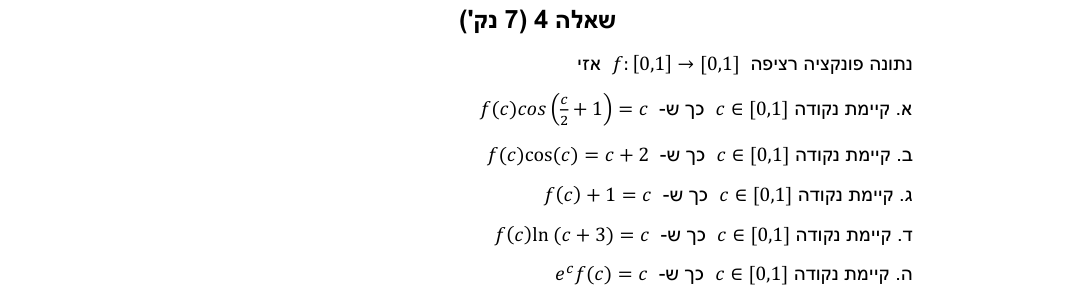 שאלה 4 (7 נק')
נתונה פונקציה רציפה f: [0,1] → [0,1] אזי
א. קיימת נקודה c ∈ [0,1] כך ש- f(c)cos(c/2 + 1) = c
ב. קיימת נקודה c ∈ [0,1] כך ש- f(c)cos(c) = c + 2
ג. קיימת נקודה c ∈ [0,1] כך ש- f(c) + 1 = c
ד. קיימת נקודה c ∈ [0,1] כך ש- f(c)ln (c + 3) = c
ה. קיימת נקודה c ∈ [0,1] כך ש- e^c f(c) = c